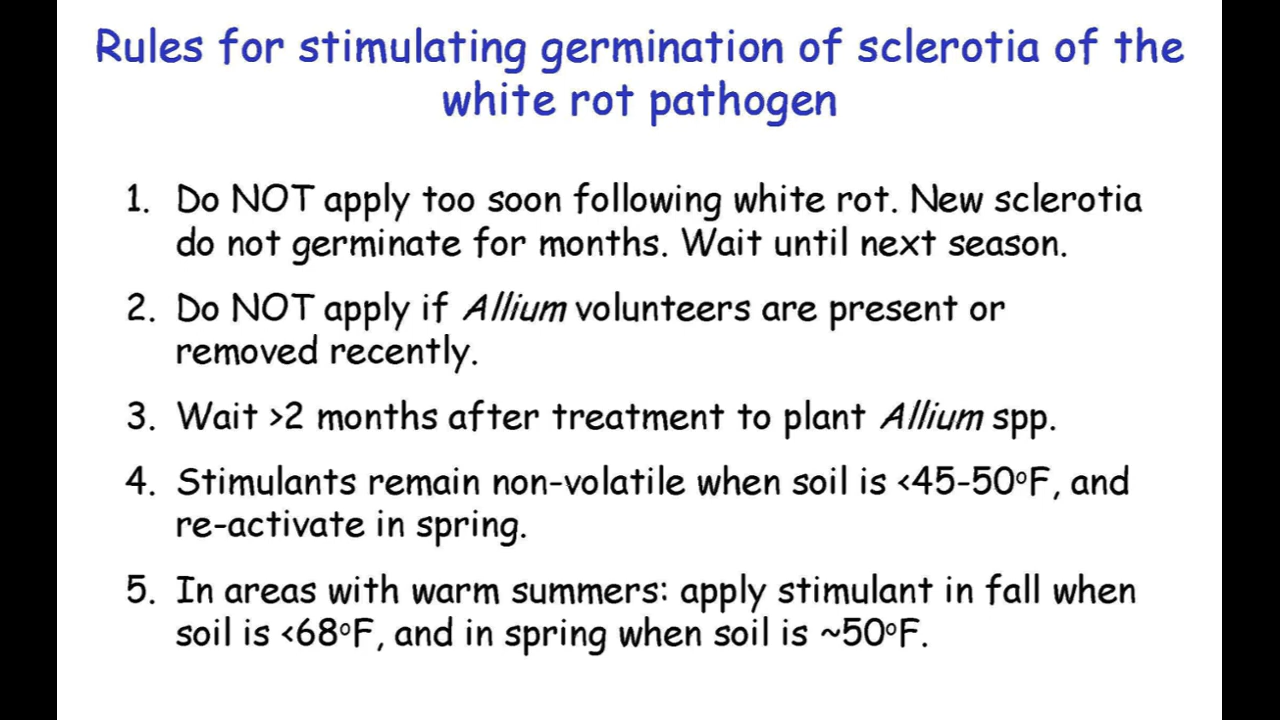 Rules for stimulating germination of sclerotia of the
white rot pathogen
1. Do NOT apply too soon following white rot. New sclerotia
do not germinate for months. Wait until next season.
2. Do NOT apply if Allium volunteers are present or
removed recently.
3. Wait >2 months after treatment to plant Allium spp.
4. Stimulants remain non-volatile when soil is <45-50ºF, and
re-activate in spring.
5. In areas with warm summers: apply stimulant in fall when
soil is <68ºF, and in spring when soil is ~50ºF.